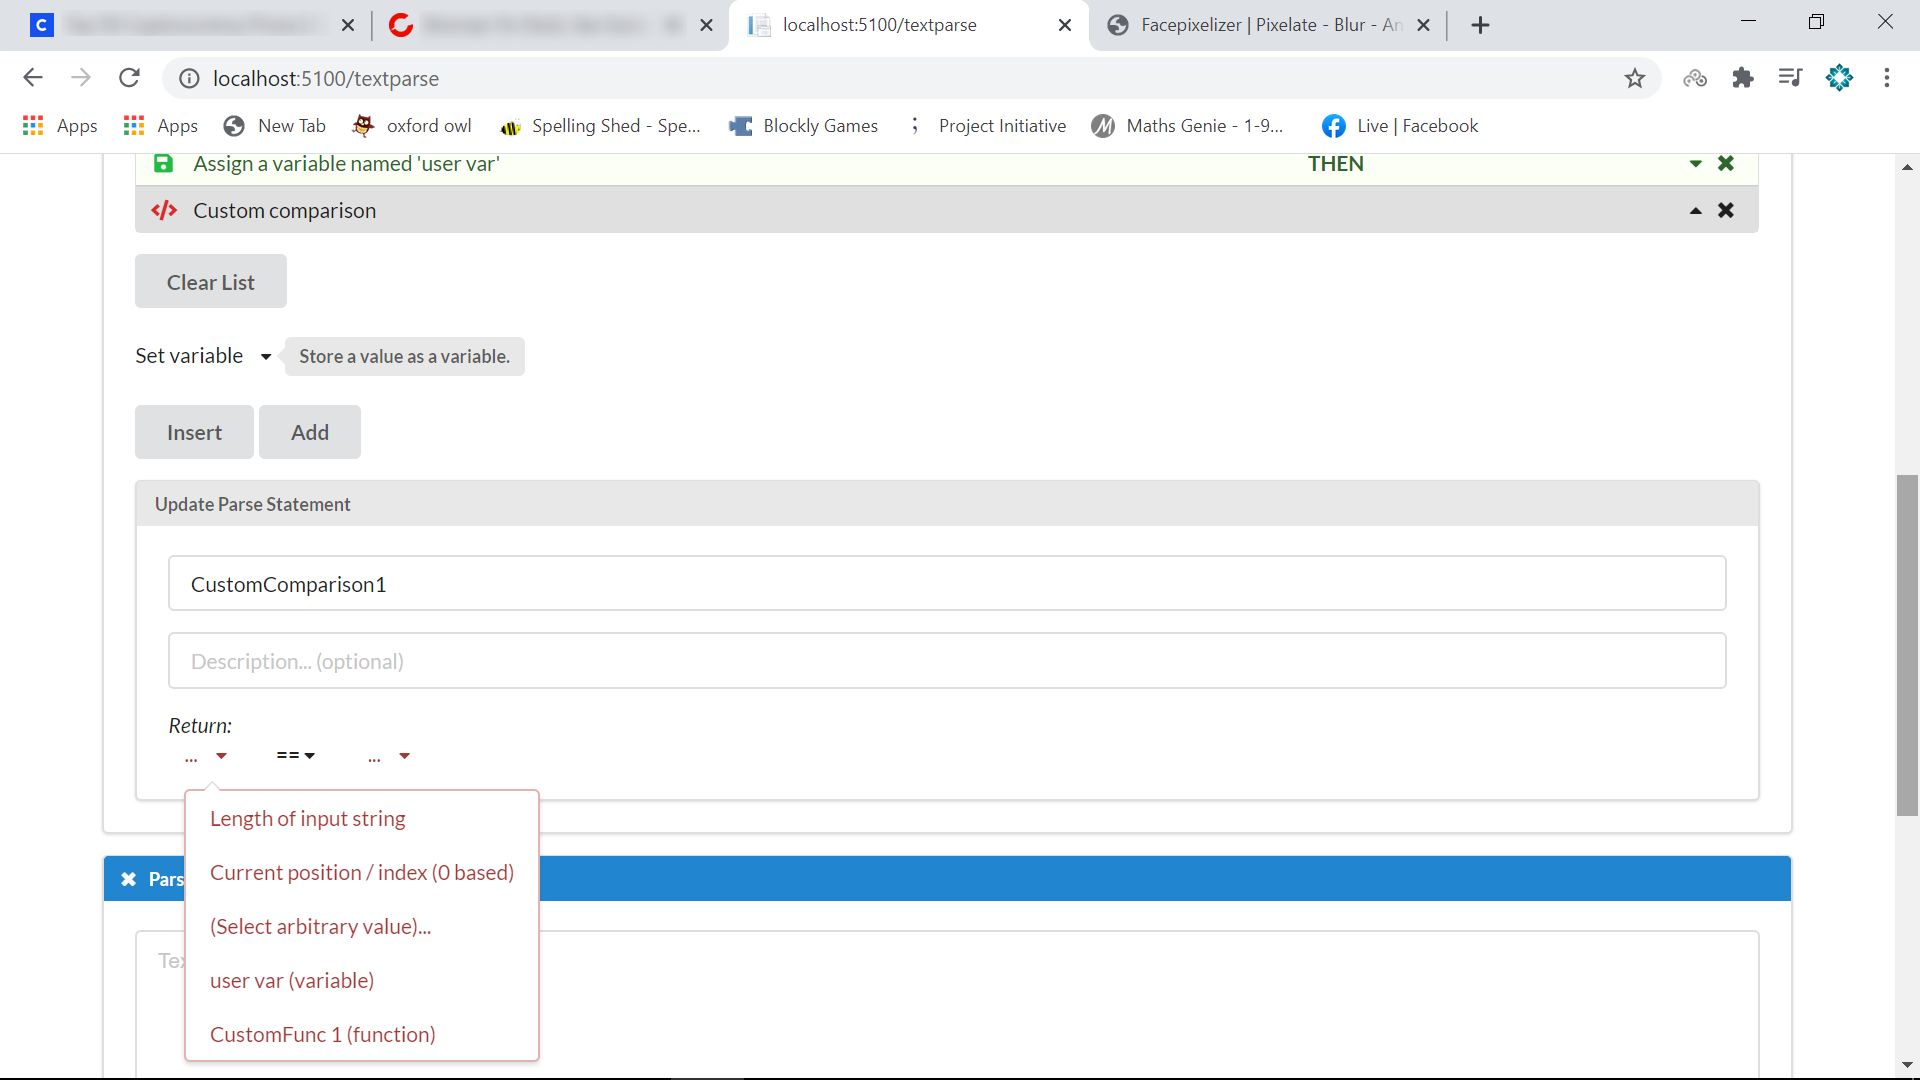 localhost:5100/textparse
Facepixelizer | Pixelate - Blur - An
localhost:5100/textparse
Apps
Apps
New Tab
oxford owl
Spelling Shed - Spe...
Blockly Games
Project Initiative
Maths Genie - 1-9...
Live | Facebook
Assign a variable named 'user var'
THEN
Custom comparison
Clear List
Set variable
Store a value as a variable.
Insert
Add
Update Parse Statement
CustomComparison1
Description... (optional)
Return:
... == ...
Length of input string
Current position / index (0 based)
Pars
(Select arbitrary value)...
Tex
user var (variable)
CustomFunc 1 (function)